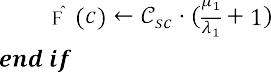 F̂ (c) ← 𝒞_SC · (μ₁/λ₁ + 1)
end if